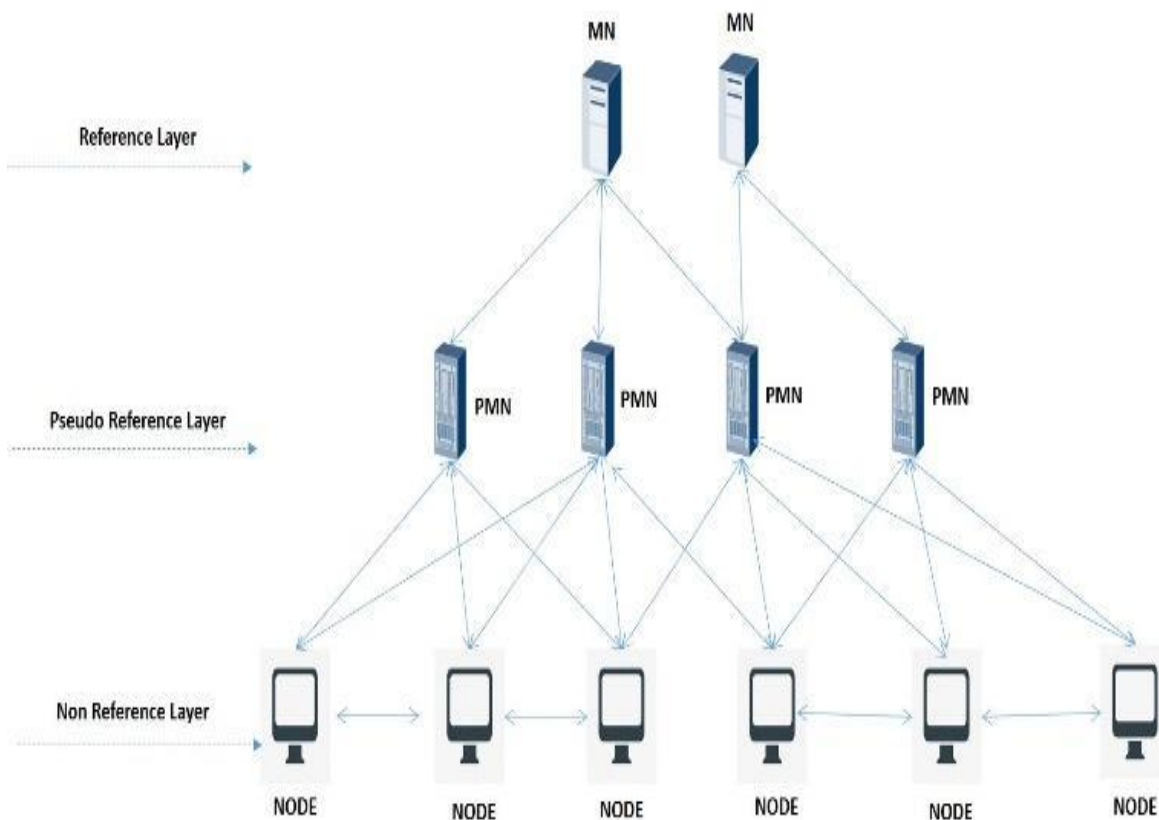 MN
MN
Reference Layer
PMN
PMN
PMN
PMN
Pseudo Reference Layer
Non Reference Layer
NODE
NODE
NODE
NODE
NODE
NODE